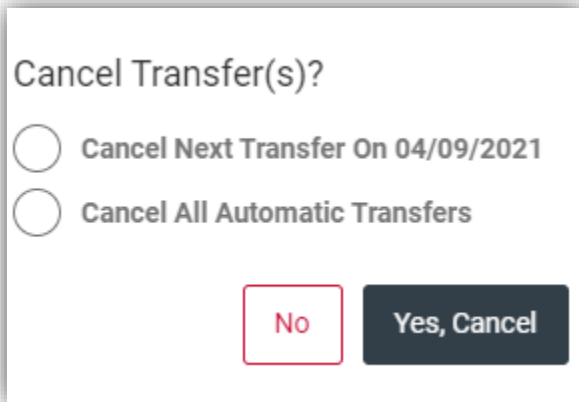 Cancel Transfer(s)?
Cancel Next Transfer On 04/09/2021
Cancel All Automatic Transfers
No
Yes, Cancel